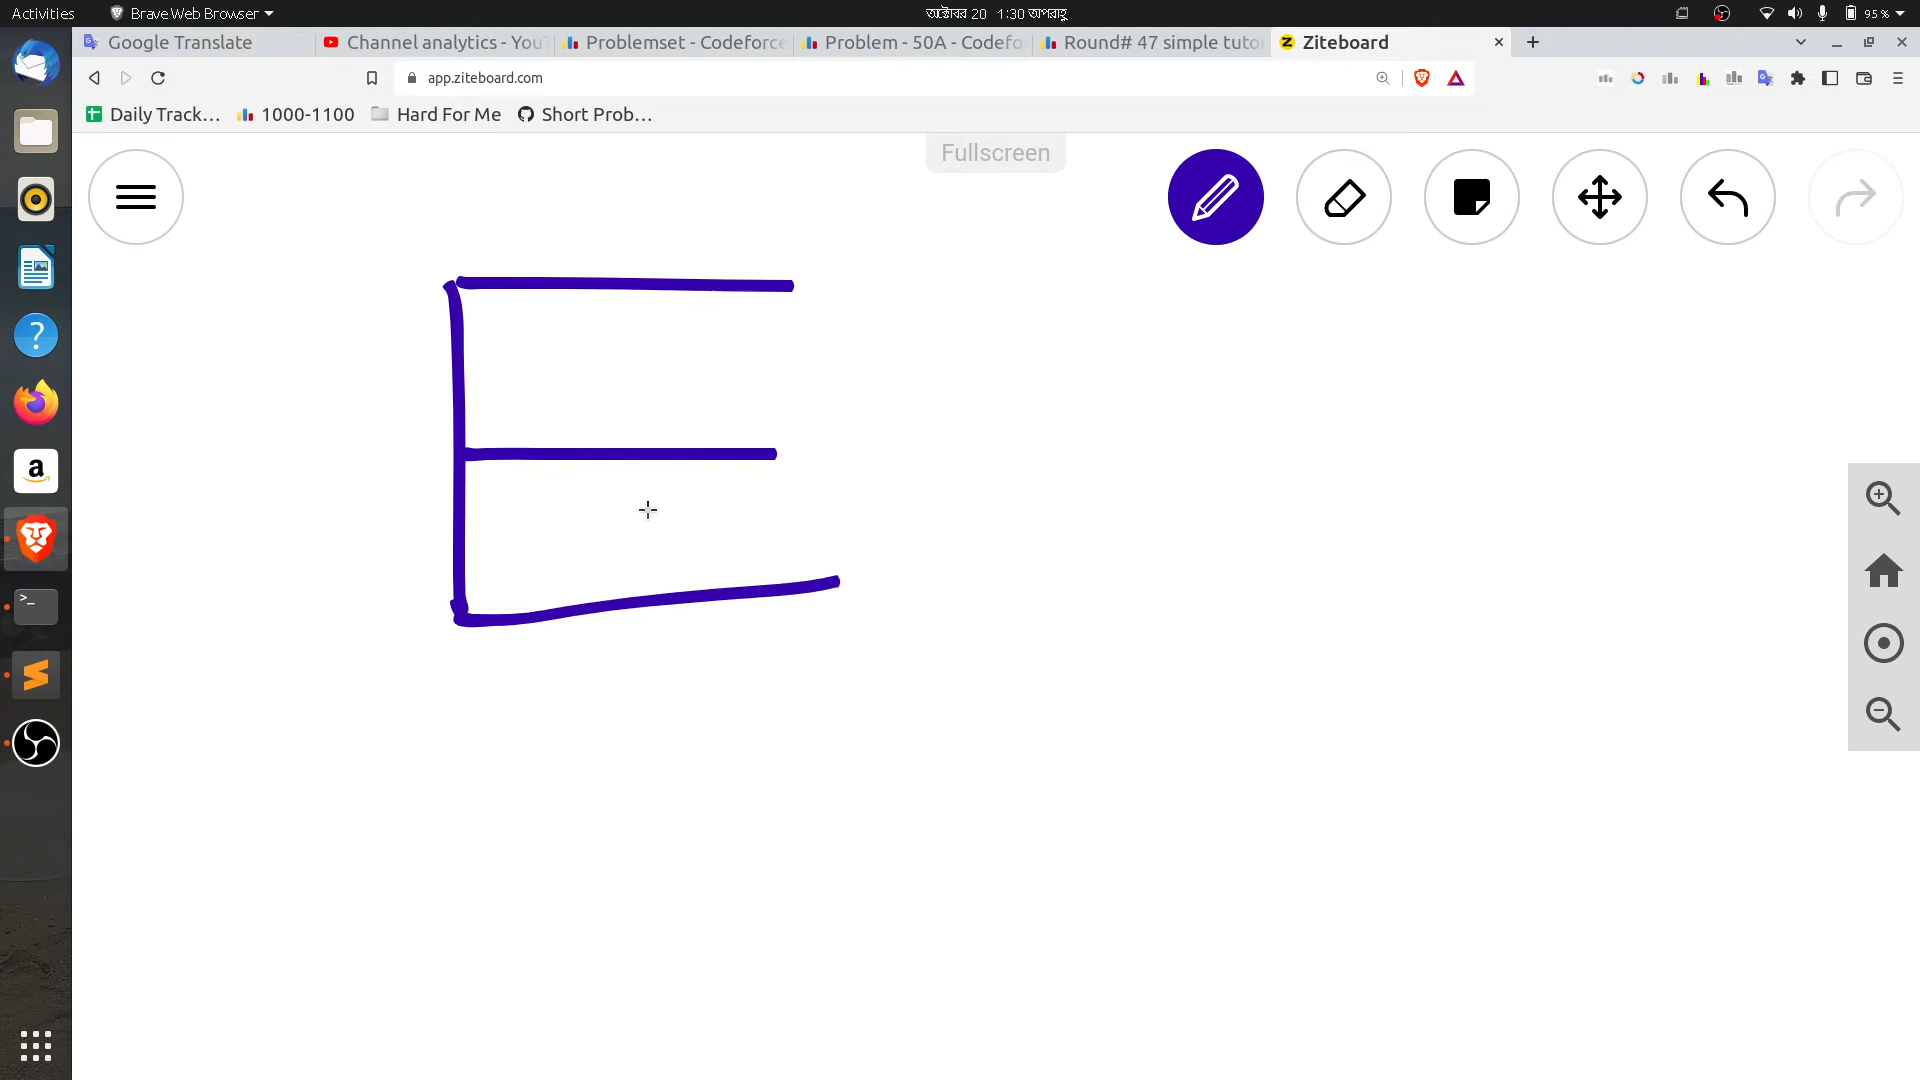 Activities Brave Web Browser অক্টোবর 20 1:30 অপরাহ্ণ 95 %
Google Translate Channel analytics - YouT Problemset - Codeforce Problem - 50A - Codefo Round# 47 simple tuto Ziteboard
app.ziteboard.com
Daily Track... 1000-1100 Hard For Me Short Prob...
Fullscreen
E